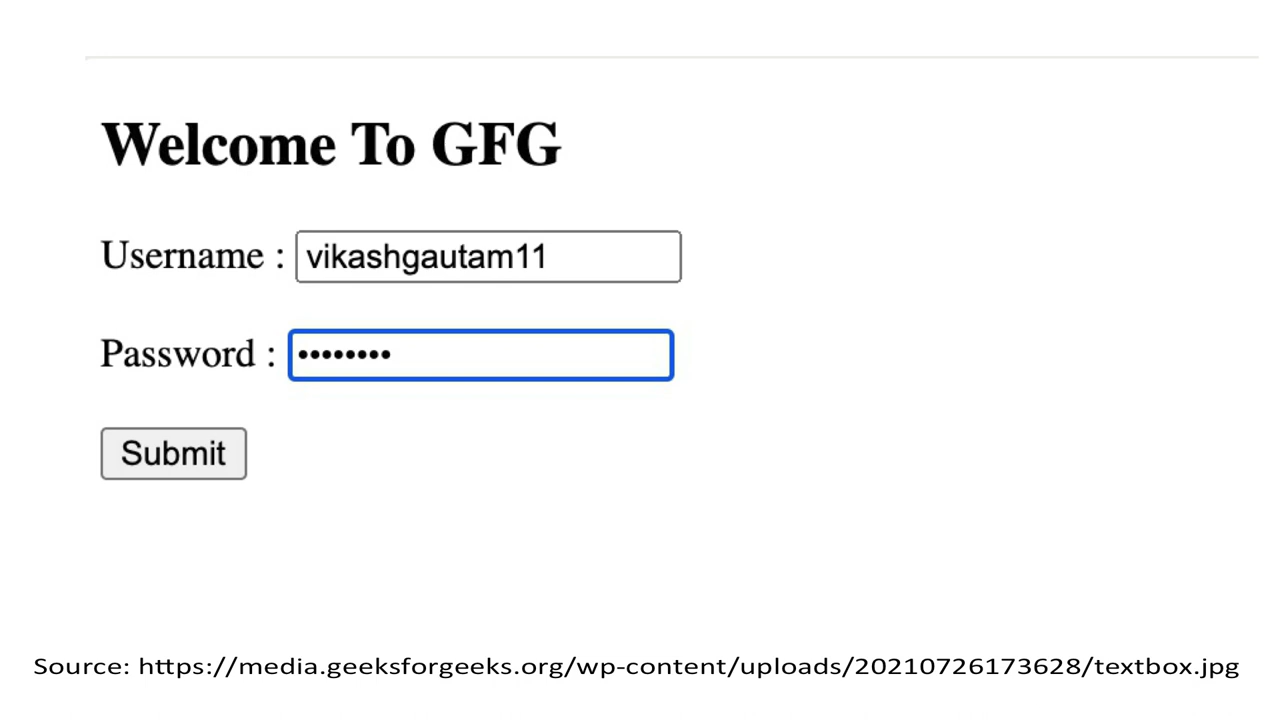 Welcome To GFG
Username : vikashgautam11
Password : ••••••••
Submit
Source: https://media.geeksforgeeks.org/wp-content/uploads/20210726173628/textbox.jpg